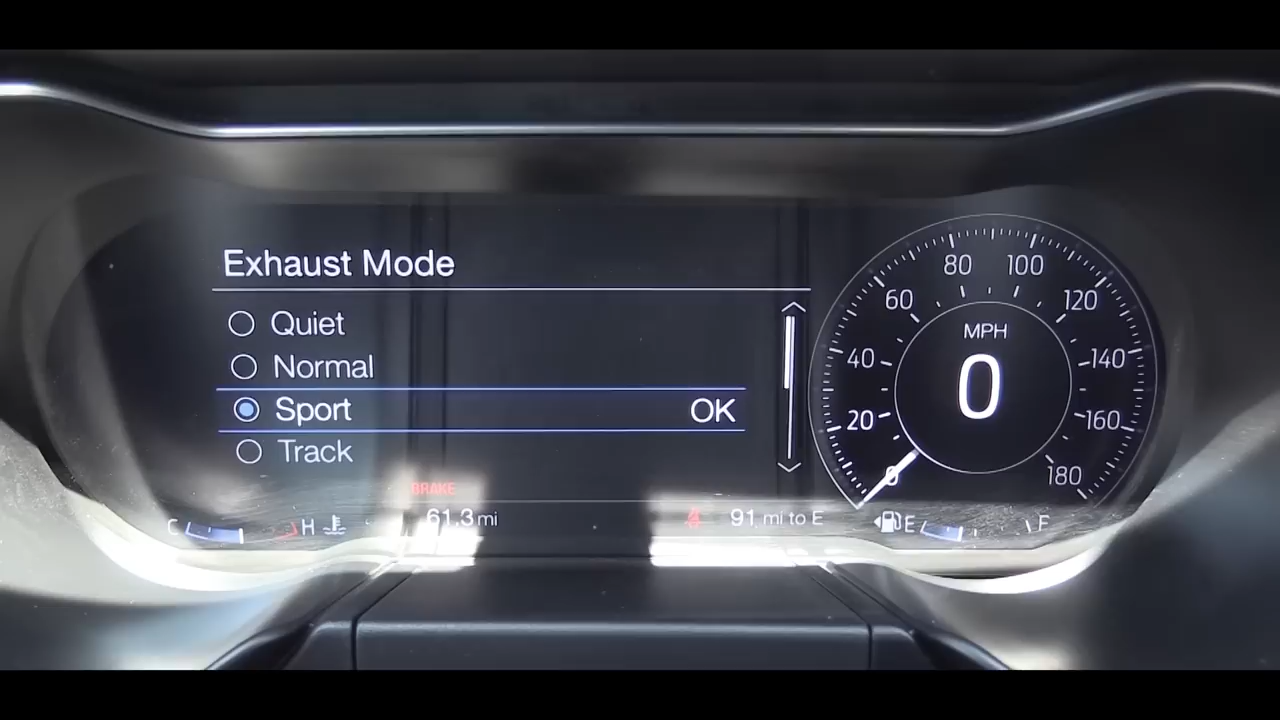 Exhaust Mode
Quiet
Normal
Sport OK
Track
BRAKE
C H 61.3 mi 91 mi to E E F
MPH
0
0 20 40 60 80 100 120 140 160 180